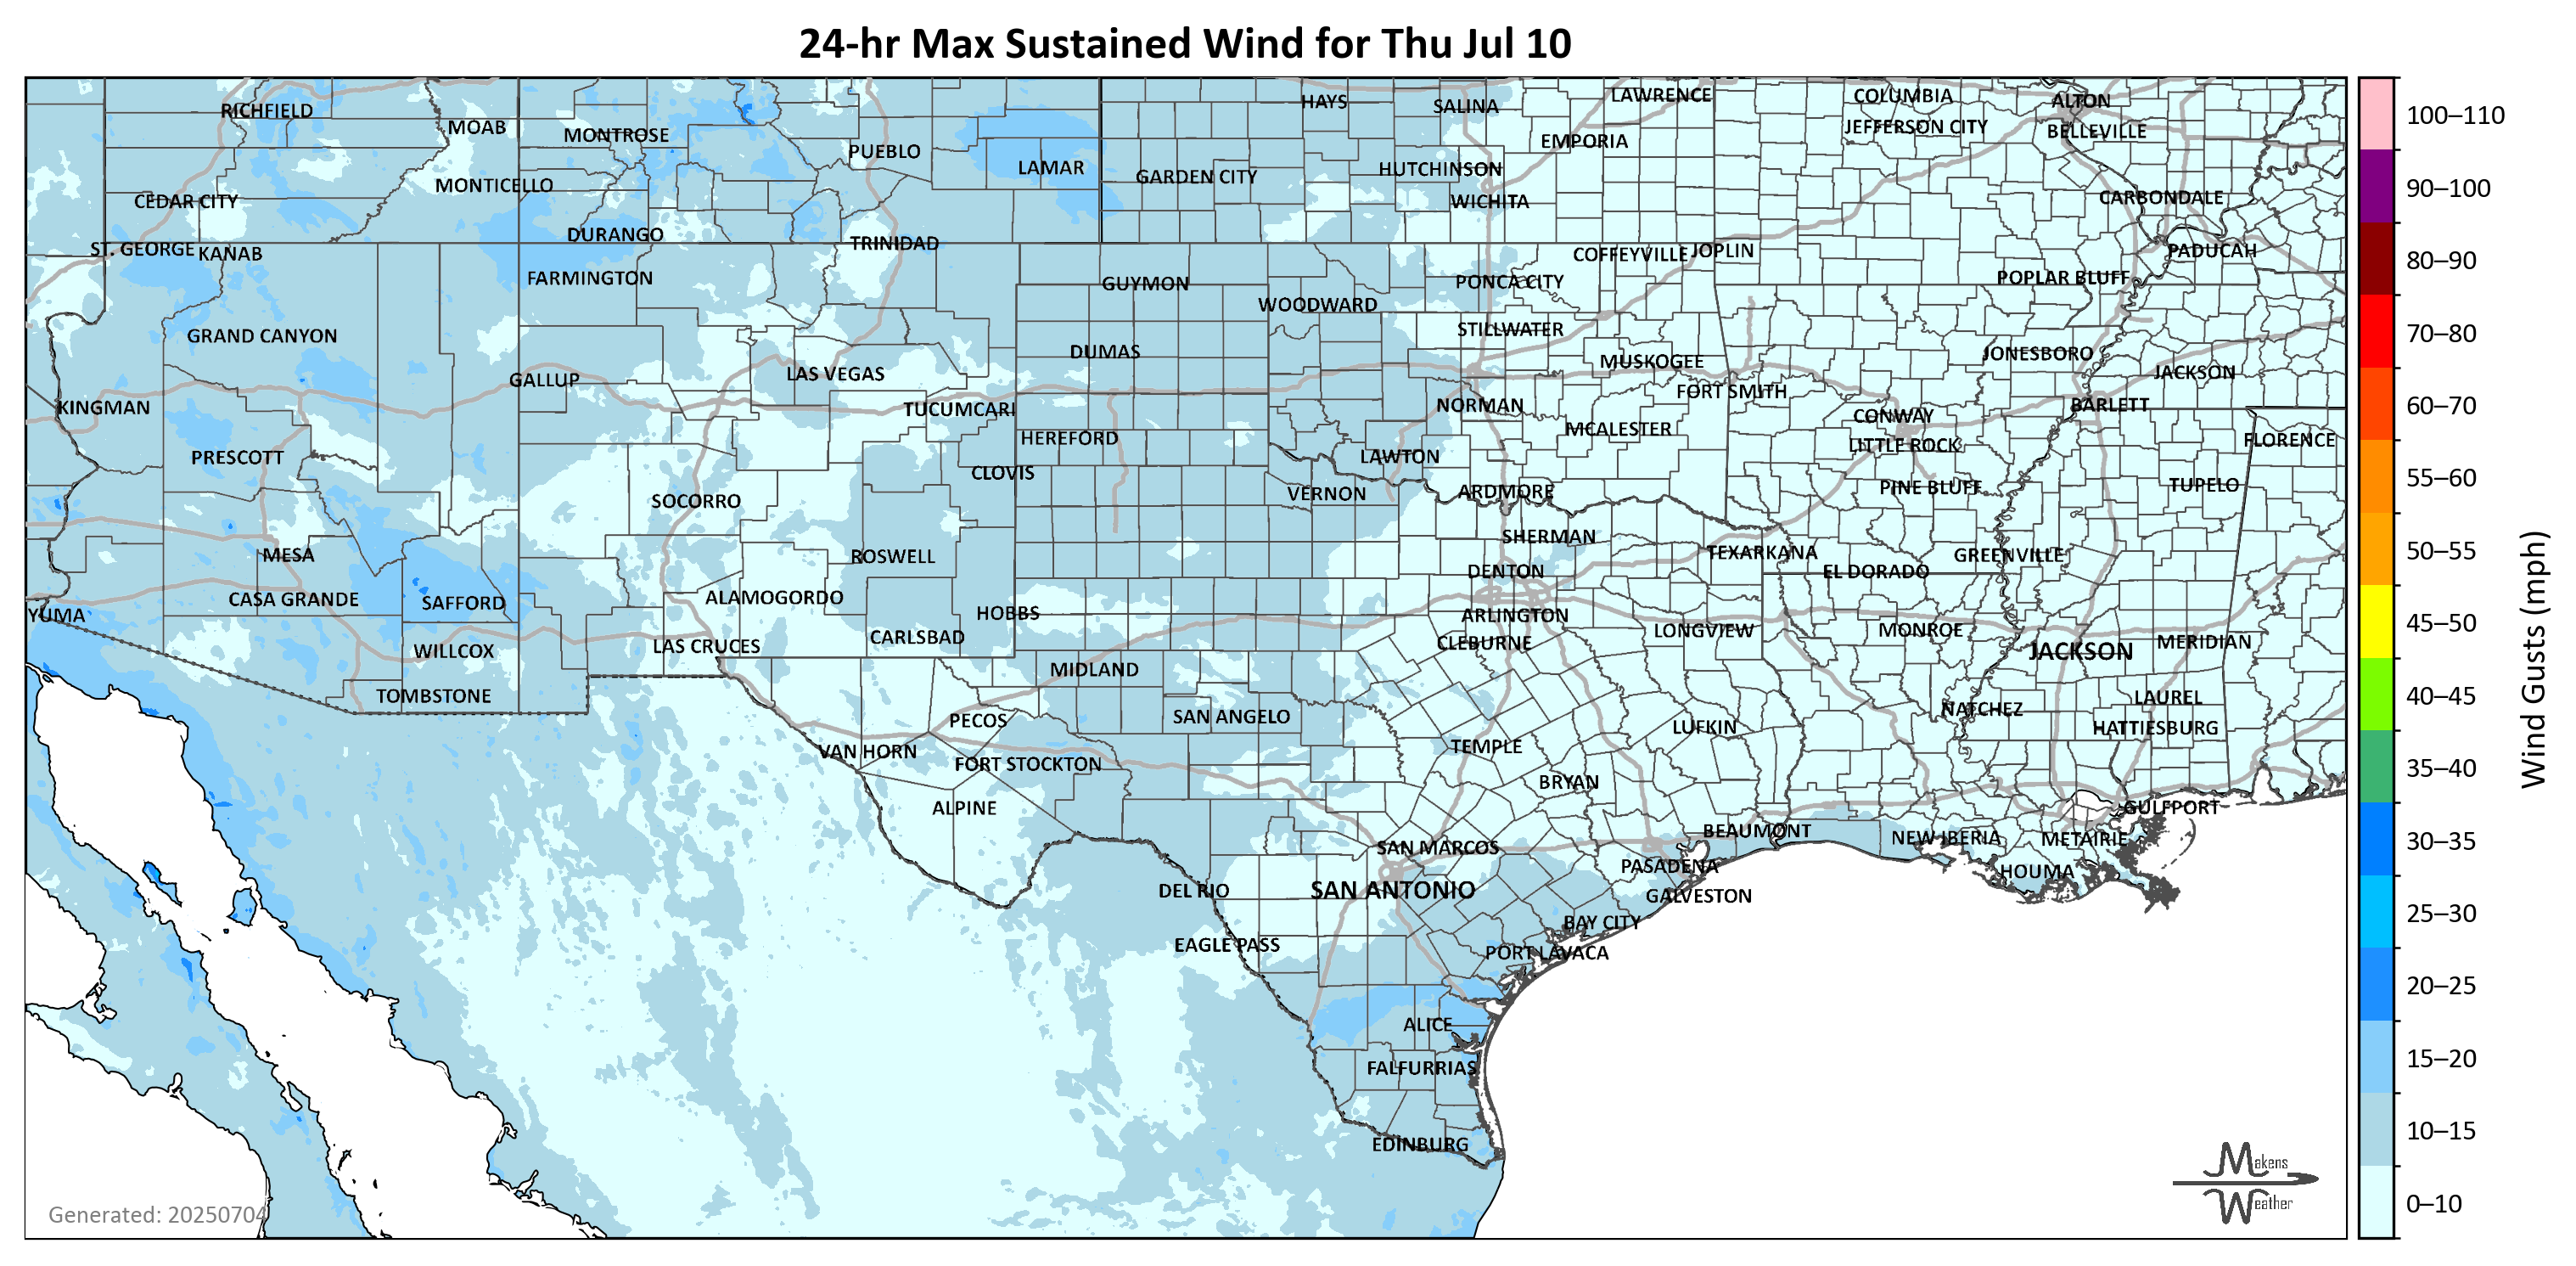 24-hr Max Sustained Wind for Thu Jul 10
RICHFIELD
MOAB
MONTROSE
PUEBLO
LAMAR
HAYS
SALINA
LAWRENCE
COLUMBIA
ALTON
JEFFERSON CITY
BELLEVILLE
EMPORIA
GARDEN CITY
HUTCHINSON
MONTICELLO
CEDAR CITY
WICHITA
CARBONDALE
DURANGO
TRINIDAD
ST. GEORGE
KANAB
COFFEYVILLE
JOPLIN
PADUCAH
FARMINGTON
GUYMON
PONCA CITY
POPLAR BLUFF
WOODWARD
GRAND CANYON
STILLWATER
DUMAS
MUSKOGEE
JONESBORO
GALLUP
LAS VEGAS
FORT SMITH
JACKSON
KINGMAN
TUCUMCARI
NORMAN
CONWAY
BARLETT
HEREFORD
MCALESTER
LITTLE ROCK
FLORENCE
PRESCOTT
CLOVIS
LAWTON
SOCORRO
VERNON
ARDMORE
PINE BLUFF
TUPELO
MESA
ROSWELL
SHERMAN
TEXARKANA
GREENVILLE
DENTON
EL DORADO
YUMA
CASA GRANDE
SAFFORD
ALAMOGORDO
HOBBS
ARLINGTON
WILLCOX
LAS CRUCES
CARLSBAD
CLEBURNE
LONGVIEW
MONROE
JACKSON
MERIDIAN
MIDLAND
TOMBSTONE
PECOS
SAN ANGELO
LAUREL
NATCHEZ
HATTIESBURG
VAN HORN
FORT STOCKTON
TEMPLE
LUFKIN
ALPINE
BRYAN
GULFPORT
SAN MARCOS
BEAUMONT
NEW IBERIA
METAIRIE
DEL RIO
SAN ANTONIO
PASADENA
GALVESTON
HOUMA
EAGLE PASS
BAY CITY
PORT LAVACA
ALICE
FALFURRIAS
EDINBURG
Generated: 20250704
Makens
Weather
100–110
90–100
80–90
70–80
60–70
55–60
50–55
45–50
40–45
35–40
30–35
25–30
20–25
15–20
10–15
0–10
Wind Gusts (mph)